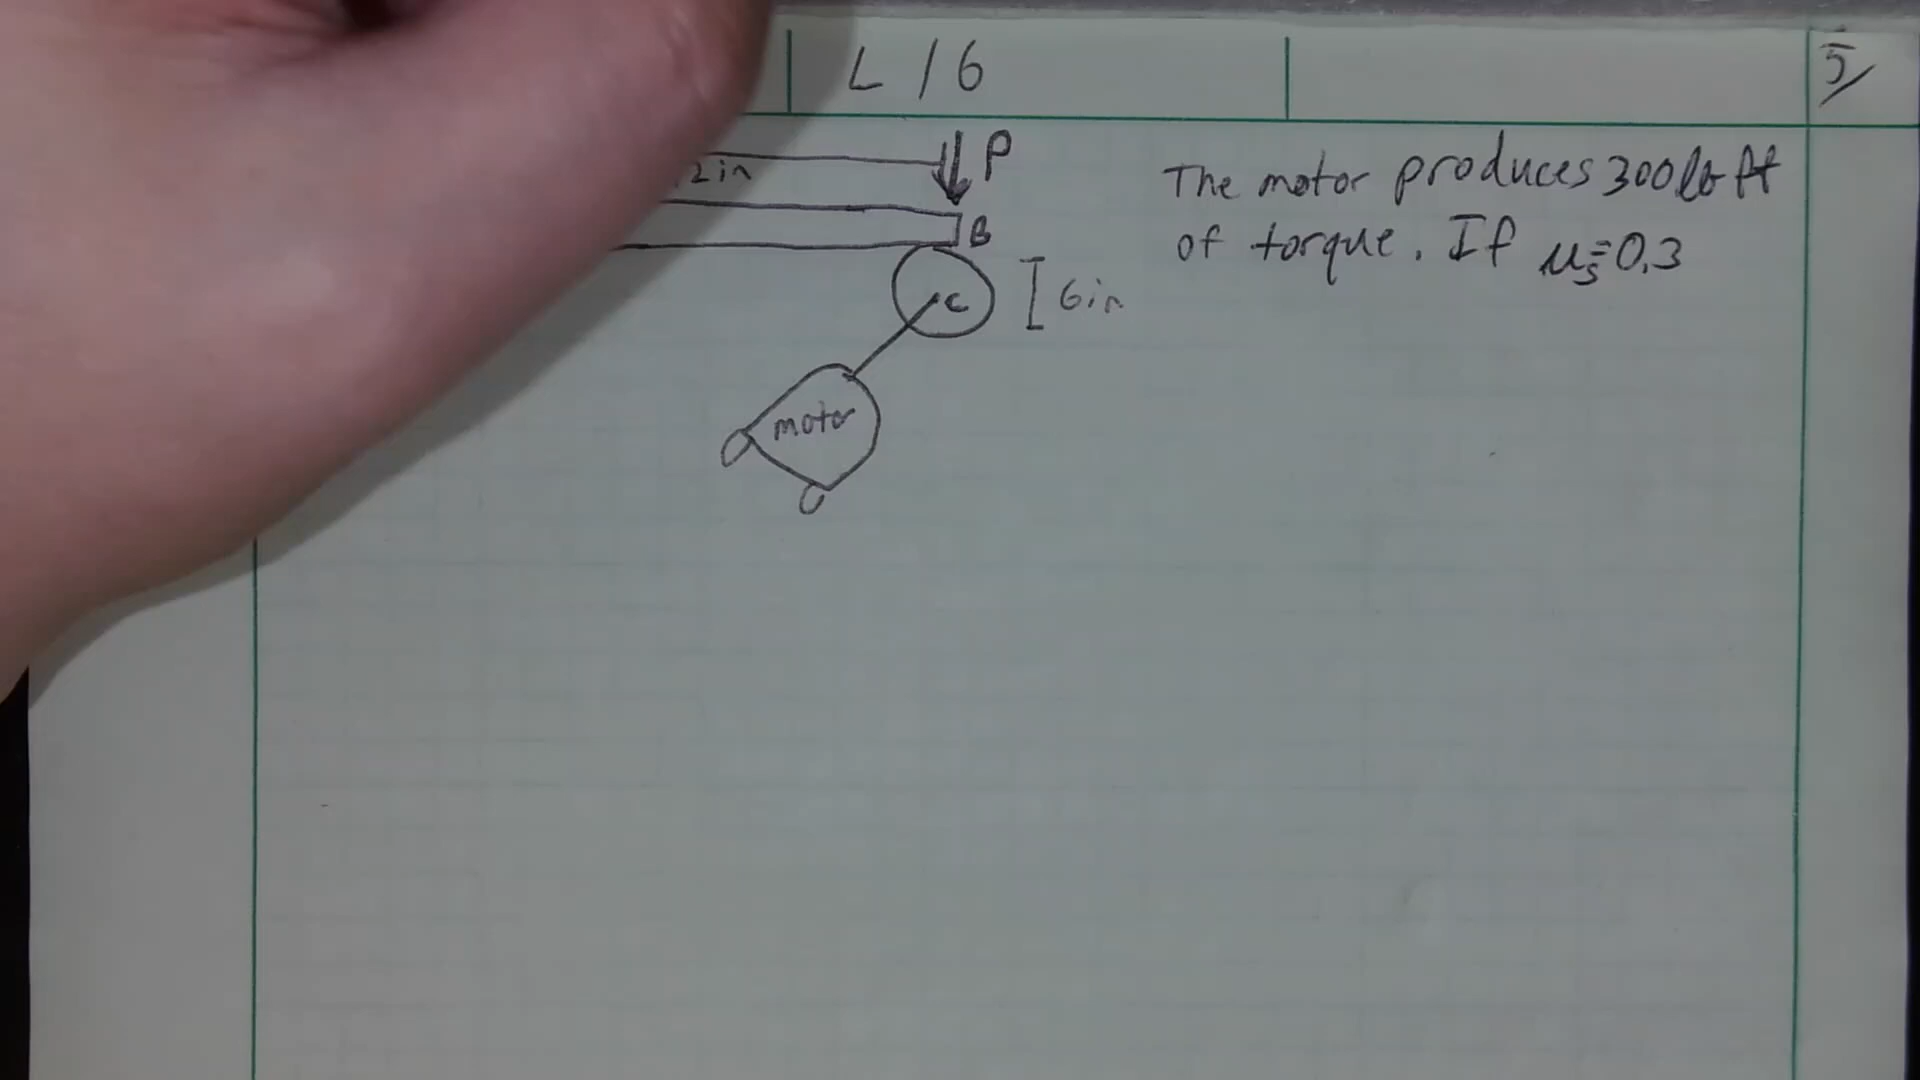 L 16
5/
P
2in
B
The motor produces 300lb ft
of torque. If μs=0.3
6in
C
motor